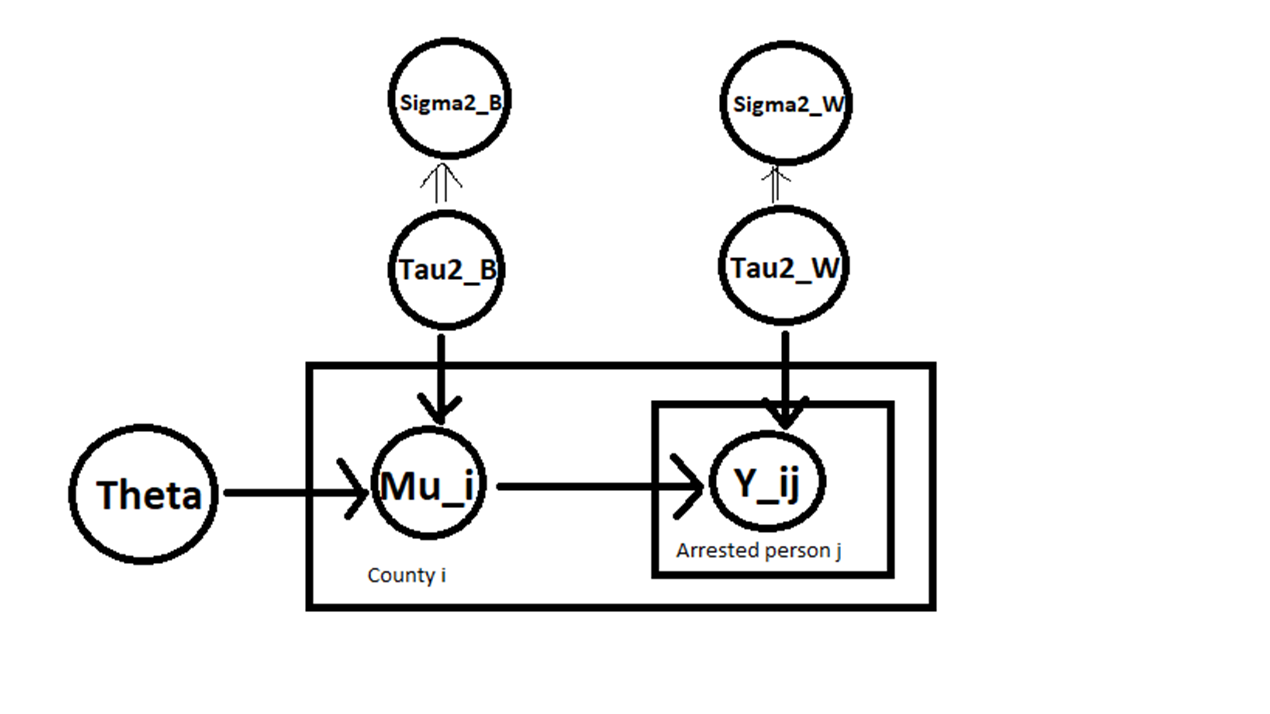 Sigma2_B
Sigma2_W
Tau2_B
Tau2_W
Theta
Mu_i
Y_ij
Arrested person j
County i